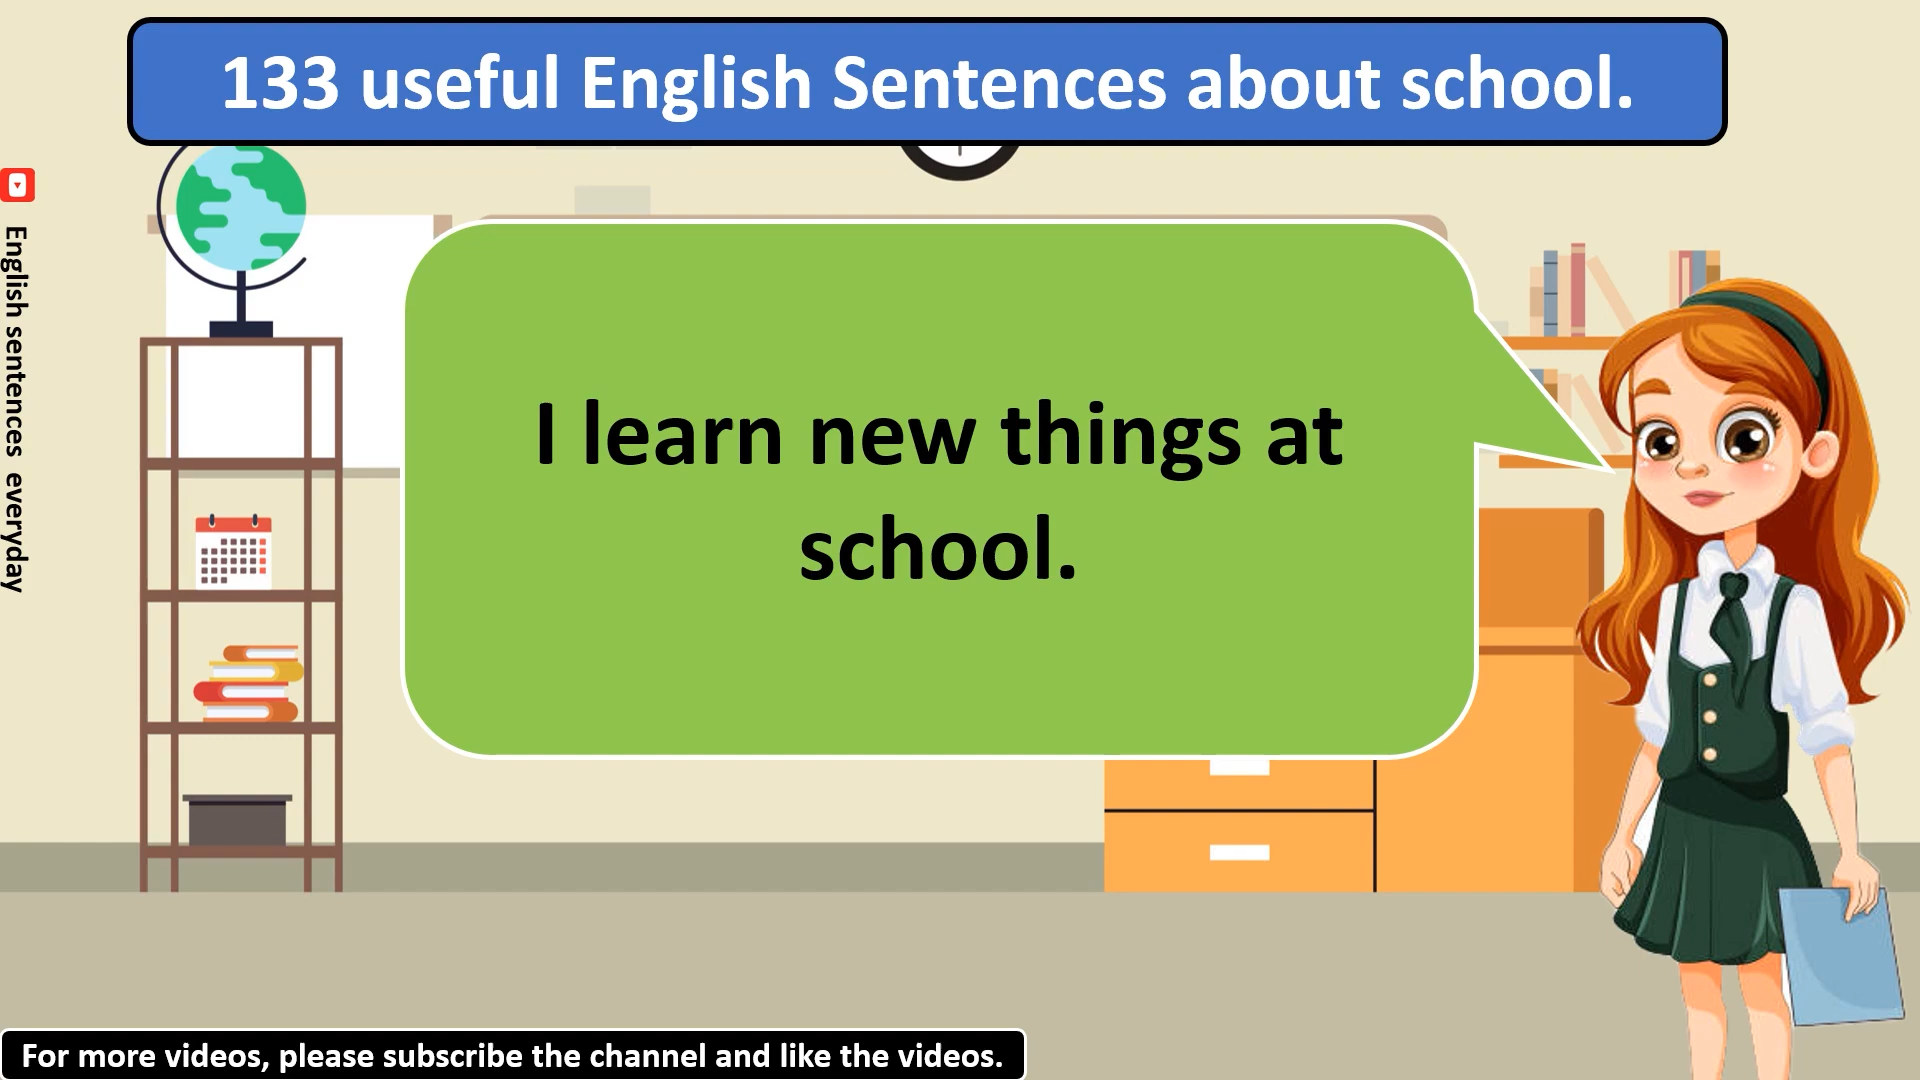 133 useful English Sentences about school.
English sentences everyday
I learn new things at
school.
For more videos, please subscribe the channel and like the videos.